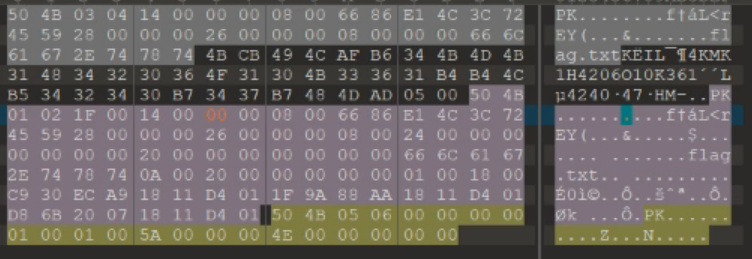 50 4B 03 04 14 00 00 00 08 00 66 86 E1 4C 3C 72 PK........f†áL<r
45 59 28 00 00 00 26 00 00 00 08 00 00 00 66 6C EY(...&.......fl
61 67 2E 74 78 74 4B CB 49 4C AF B6 34 4B 4D 4B ag.txtKËIL¯¶4KMK
31 48 34 32 30 36 4F 31 30 4B 33 36 31 B4 B4 4C 1H4206O10K361´´L
B5 34 32 34 30 B7 34 37 B7 48 4D AD 05 00 50 4B µ4240·47·HM-..PK
01 02 1F 00 14 00 00 00 08 00 66 86 E1 4C 3C 72 ..........f†áL<r
45 59 28 00 00 00 26 00 00 00 08 00 24 00 00 00 EY(...&.....$...
00 00 00 00 20 00 00 00 00 00 00 00 66 6C 61 67 .... .......flag
2E 74 78 74 0A 00 20 00 00 00 00 00 01 00 18 00 .txt.. .........
C9 30 EC A9 18 11 D4 01 1F 9A 88 AA 18 11 D4 01 É0ì©..Ô..šˆª..Ô.
D8 6B 20 07 18 11 D4 01 50 4B 05 06 00 00 00 00 Øk ...Ô.PK......
01 00 01 00 5A 00 00 00 4E 00 00 00 00 00 ....Z...N.....